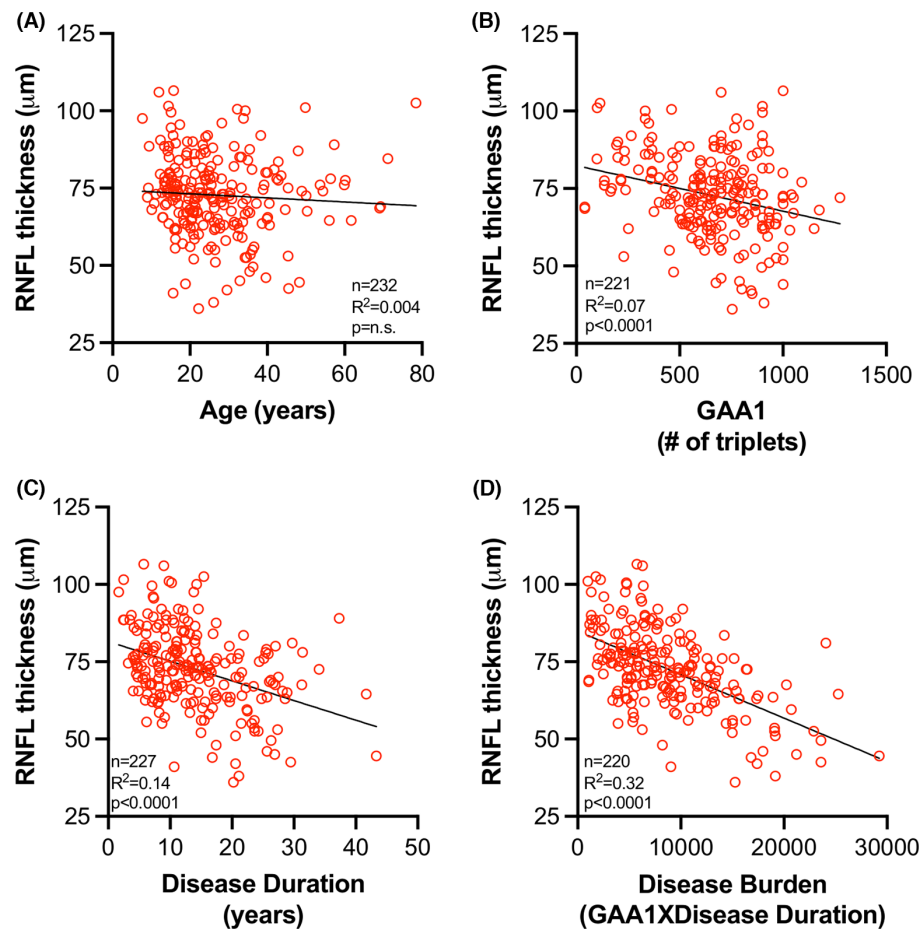 (A)
RNFL thickness (μm)
125
100
75
50
25
n=232
R²=0.004
p=n.s.
0 20 40 60 80
Age (years)
(B)
RNFL thickness (μm)
125
100
75
50
25
n=221
R²=0.07
p<0.0001
0 500 1000 1500
GAA1
(# of triplets)
(C)
RNFL thickness (μm)
125
100
75
50
25
n=227
R²=0.14
p<0.0001
0 10 20 30 40 50
Disease Duration
(years)
(D)
RNFL thickness (μm)
125
100
75
50
25
n=220
R²=0.32
p<0.0001
0 10000 20000 30000
Disease Burden
(GAA1XDisease Duration)